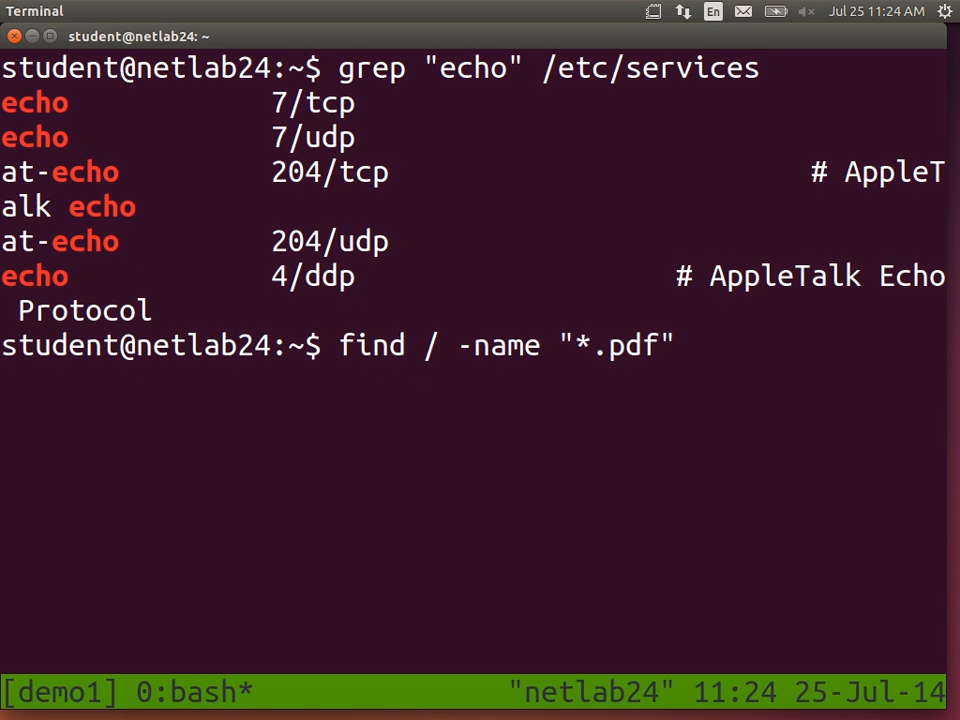 Terminal En Jul 25 11:24 AM
student@netlab24: ~
student@netlab24:~$ grep "echo" /etc/services
echo 7/tcp
echo 7/udp
at-echo 204/tcp # AppleT
alk echo
at-echo 204/udp
echo 4/ddp # AppleTalk Echo
Protocol
student@netlab24:~$ find / -name "*.pdf"
[demo1] 0:bash* "netlab24" 11:24 25-Jul-14